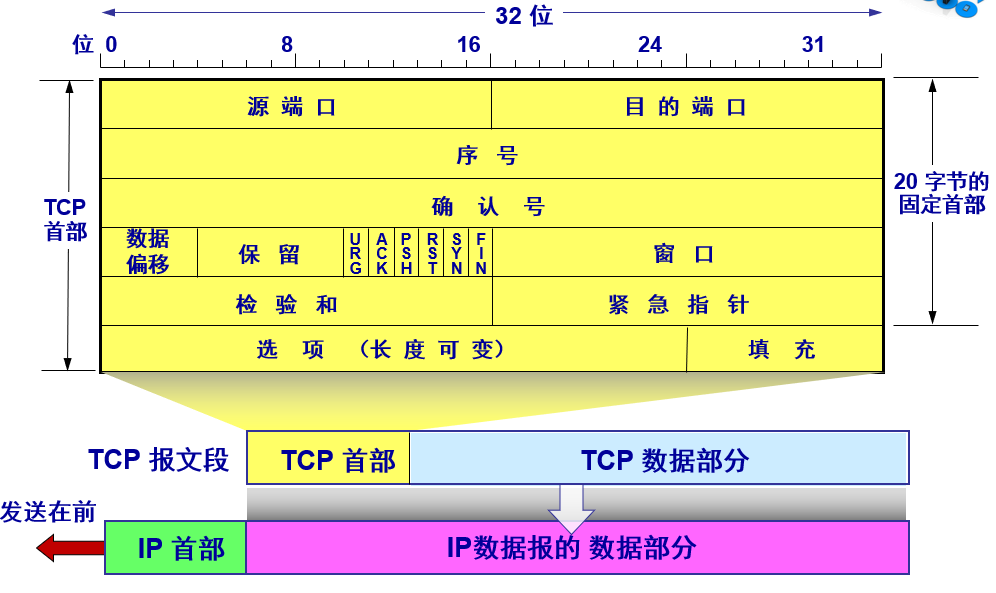 32 位
位 0 8 16 24 31
源 端 口 目 的 端 口
序 号
TCP
首部
20 字节的
固定首部
确 认 号
数据
偏移
保 留
URG
ACK
PSH
RST
SYN
FIN
窗 口
检 验 和 紧 急 指 针
选 项 （长 度 可 变） 填 充
TCP 报文段 TCP 首部 TCP 数据部分
发送在前
IP 首部 IP数据报的 数据部分